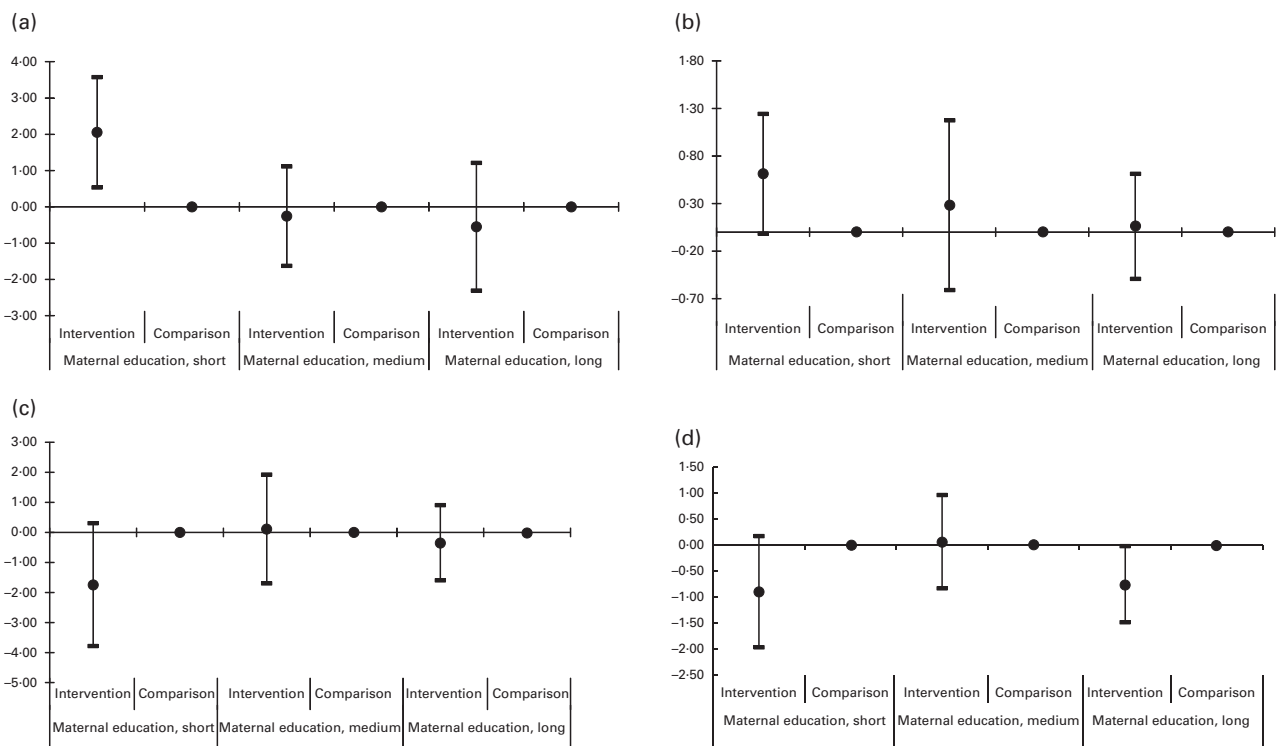 (a)
4·00
3·00
2·00
1·00
0·00
–1·00
–2·00
–3·00
Intervention Comparison Intervention Comparison Intervention Comparison
Maternal education, short Maternal education, medium Maternal education, long
(b)
1·80
1·30
0·80
0·30
–0·20
–0·70
Intervention Comparison Intervention Comparison Intervention Comparison
Maternal education, short Maternal education, medium Maternal education, long
(c)
3·00
2·00
1·00
0·00
–1·00
–2·00
–3·00
–4·00
–5·00
Intervention Comparison Intervention Comparison Intervention Comparison
Maternal education, short Maternal education, medium Maternal education, long
(d)
1·50
1·00
0·50
0·00
–0·50
–1·00
–1·50
–2·00
–2·50
Intervention Comparison Intervention Comparison Intervention Comparison
Maternal education, short Maternal education, medium Maternal education, long